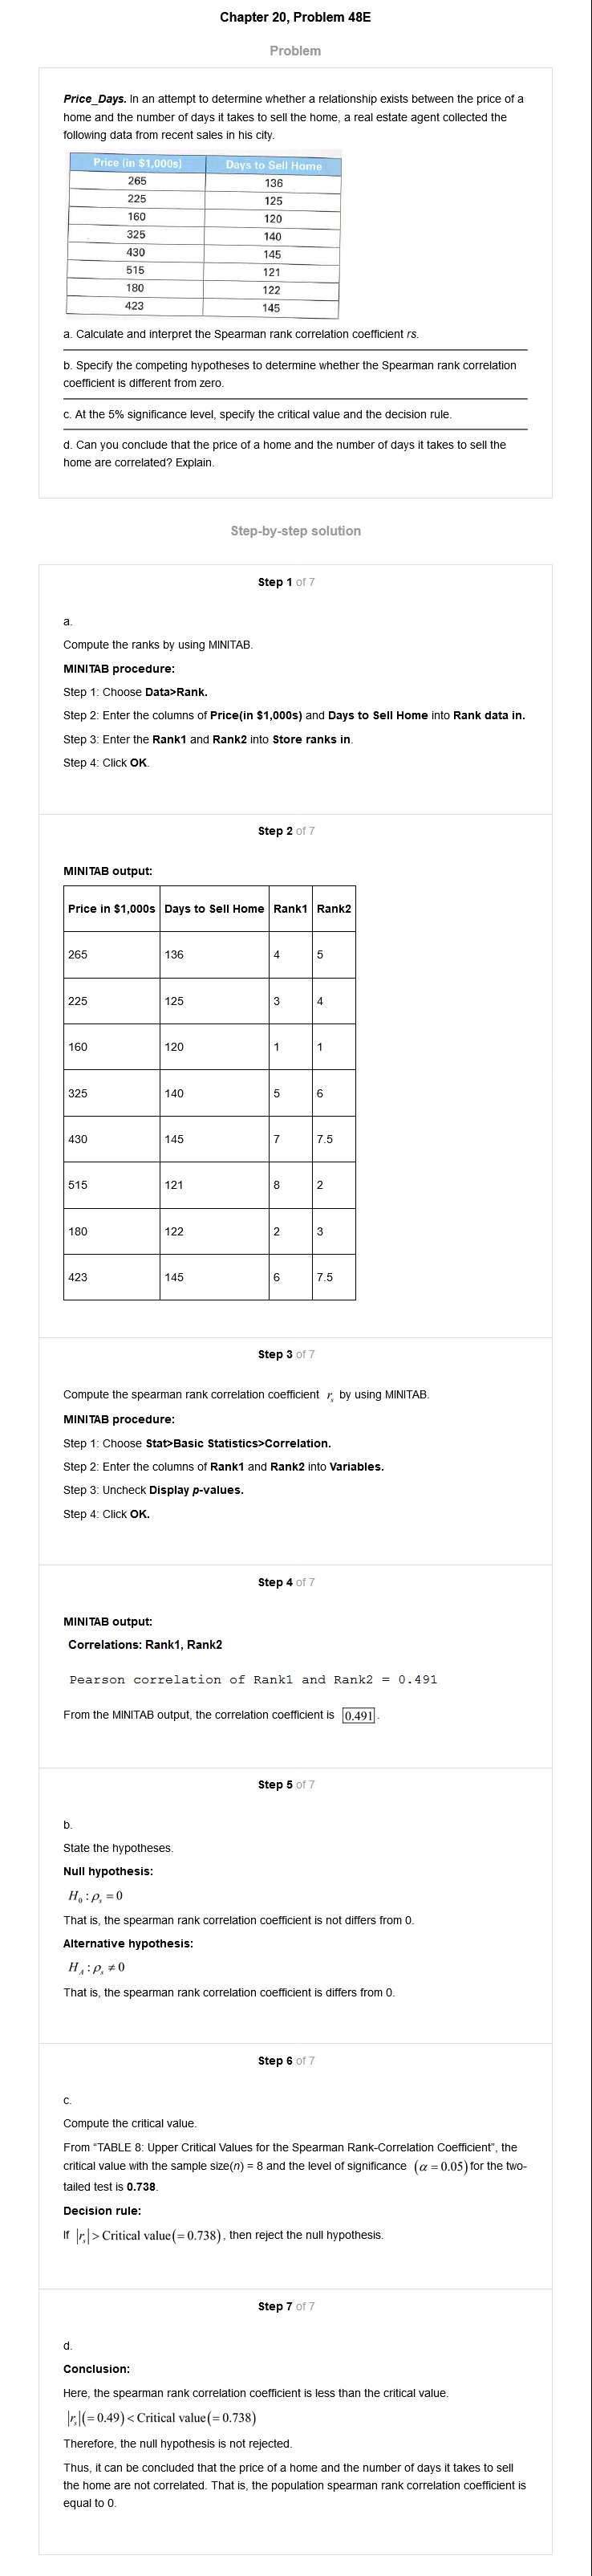 Chapter 20, Problem 48E
Problem
Price_Days. In an attempt to determine whether a relationship exists between the price of a
home and the number of days it takes to sell the home, a real estate agent collected the
following data from recent sales in his city.
Price (in $1,000s) Days to Sell Home
265 136
225 125
160 120
325 140
430 145
515 121
180 122
423 145
a. Calculate and interpret the Spearman rank correlation coefficient rs.
b. Specify the competing hypotheses to determine whether the Spearman rank correlation
coefficient is different from zero.
c. At the 5% significance level, specify the critical value and the decision rule.
d. Can you conclude that the price of a home and the number of days it takes to sell the
home are correlated? Explain.
Step-by-step solution
Step 1 of 7
a.
Compute the ranks by using MINITAB.
MINITAB procedure:
Step 1: Choose Data>Rank.
Step 2: Enter the columns of Price(in $1,000s) and Days to Sell Home into Rank data in.
Step 3: Enter the Rank1 and Rank2 into Store ranks in.
Step 4: Click OK.
Step 2 of 7
MINITAB output:
Price in $1,000s Days to Sell Home Rank1 Rank2
265 136 4 5
225 125 3 4
160 120 1 1
325 140 5 6
430 145 7 7.5
515 121 8 2
180 122 2 3
423 145 6 7.5
Step 3 of 7
Compute the spearman rank correlation coefficient r_s by using MINITAB.
MINITAB procedure:
Step 1: Choose Stat>Basic Statistics>Correlation.
Step 2: Enter the columns of Rank1 and Rank2 into Variables.
Step 3: Uncheck Display p-values.
Step 4: Click OK.
Step 4 of 7
MINITAB output:
Correlations: Rank1, Rank2
Pearson correlation of Rank1 and Rank2 = 0.491
From the MINITAB output, the correlation coefficient is 0.491.
Step 5 of 7
b.
State the hypotheses.
Null hypothesis:
H₀ : ρ_s = 0
That is, the spearman rank correlation coefficient is not differs from 0.
Alternative hypothesis:
H_A : ρ_s ≠ 0
That is, the spearman rank correlation coefficient is differs from 0.
Step 6 of 7
c.
Compute the critical value.
From “TABLE 8: Upper Critical Values for the Spearman Rank-Correlation Coefficient”, the
critical value with the sample size(n) = 8 and the level of significance (α = 0.05) for the two-
tailed test is 0.738.
Decision rule:
If |r_s| > Critical value(= 0.738), then reject the null hypothesis.
Step 7 of 7
d.
Conclusion:
Here, the spearman rank correlation coefficient is less than the critical value.
|r_s|(= 0.49) < Critical value(= 0.738)
Therefore, the null hypothesis is not rejected.
Thus, it can be concluded that the price of a home and the number of days it takes to sell
the home are not correlated. That is, the population spearman rank correlation coefficient is
equal to 0.